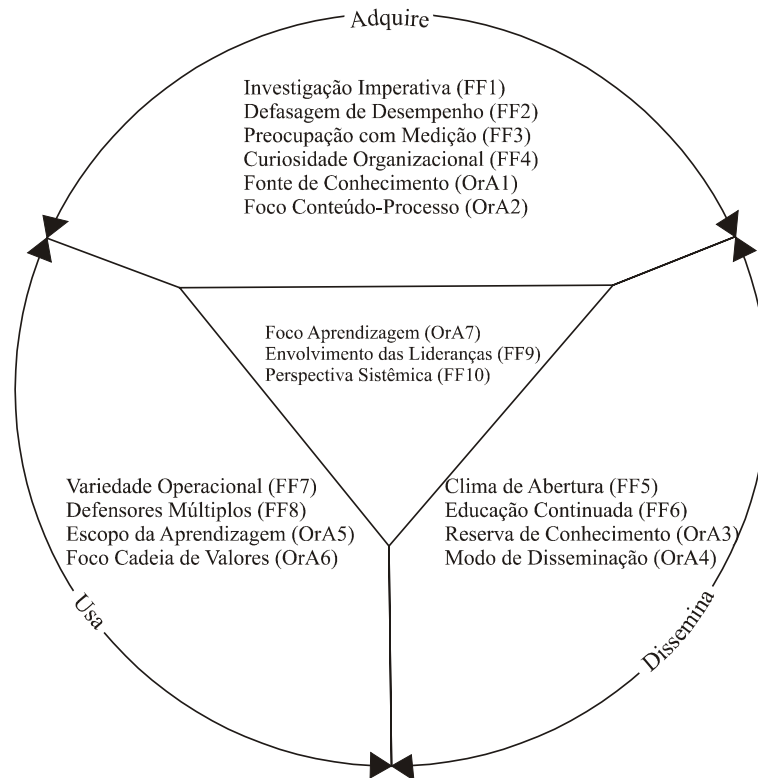 Adquire
Investigação Imperativa (FF1)
Defasagem de Desempenho (FF2)
Preocupação com Medição (FF3)
Curiosidade Organizacional (FF4)
Fonte de Conhecimento (OrA1)
Foco Conteúdo-Processo (OrA2)
Foco Aprendizagem (OrA7)
Envolvimento das Lideranças (FF9)
Perspectiva Sistêmica (FF10)
Variedade Operacional (FF7)
Defensores Múltiplos (FF8)
Escopo da Aprendizagem (OrA5)
Foco Cadeia de Valores (OrA6)
Clima de Abertura (FF5)
Educação Continuada (FF6)
Reserva de Conhecimento (OrA3)
Modo de Disseminação (OrA4)
Usa
Dissemina